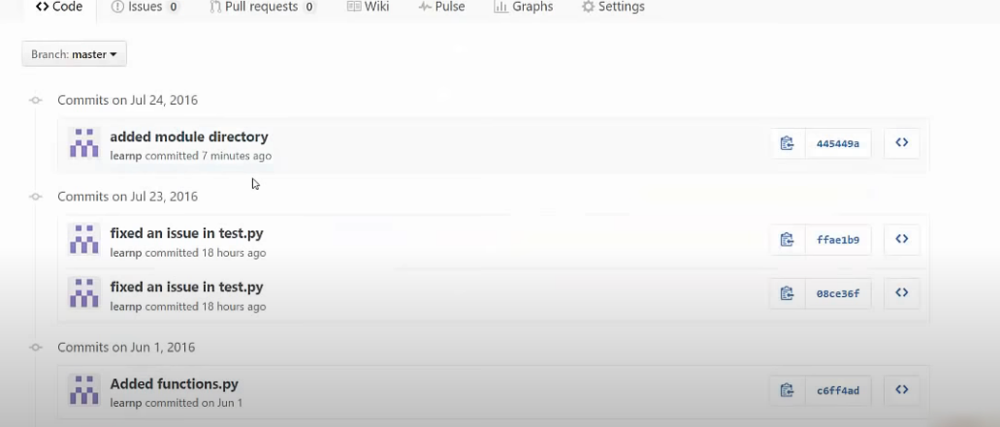 Code Issues 0 Pull requests 0 Wiki Pulse Graphs Settings
Branch: master
Commits on Jul 24, 2016
added module directory
learnp committed 7 minutes ago
445449a
Commits on Jul 23, 2016
fixed an issue in test.py
learnp committed 18 hours ago
ffae1b9
fixed an issue in test.py
learnp committed 18 hours ago
08ce36f
Commits on Jun 1, 2016
Added functions.py
learnp committed on Jun 1
c6ff4ad